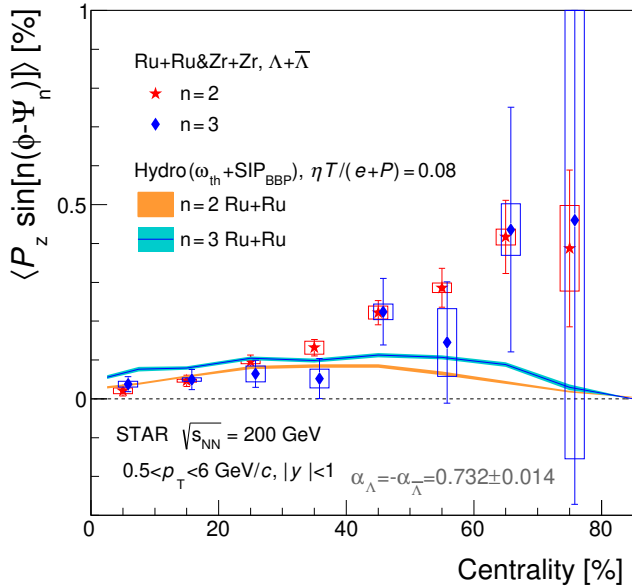 ⟨P_z sin[n(ϕ-Ψ_n)]⟩ [%]
1
0.5
0
Ru+Ru&Zr+Zr, Λ+Λ̅
n=2
n=3
Hydro(ω_th+SIP_BBP), ηT/(e+P)=0.08
n=2 Ru+Ru
n=3 Ru+Ru
STAR √s_NN = 200 GeV
0.5<p_T<6 GeV/c, |y|<1
α_Λ=-α_Λ̅=0.732±0.014
0 20 40 60 80
Centrality [%]